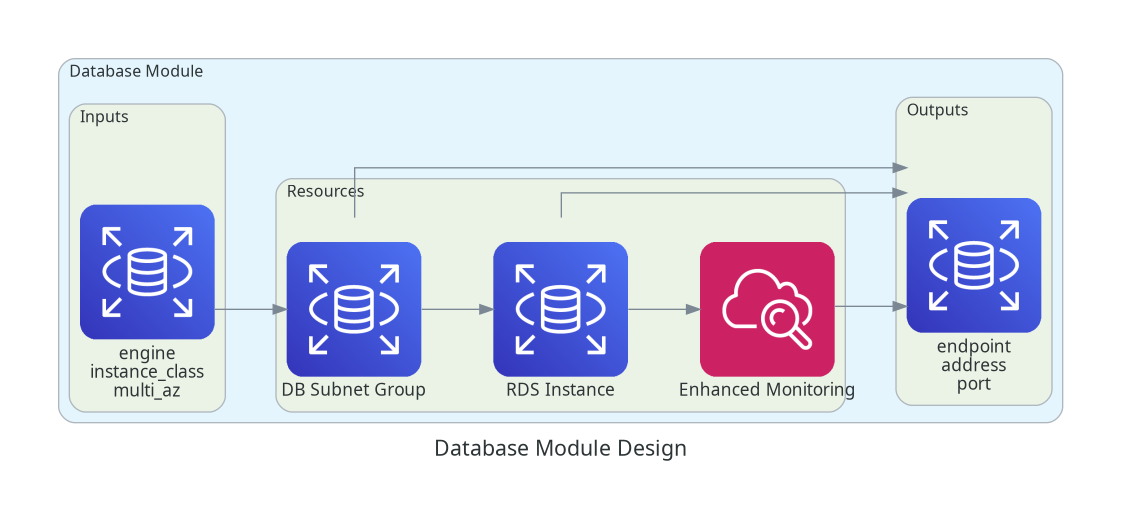 Database Module
Inputs
Outputs
Resources
engine
instance_class
multi_az
DB Subnet Group
RDS Instance
Enhanced Monitoring
endpoint
address
port
Database Module Design